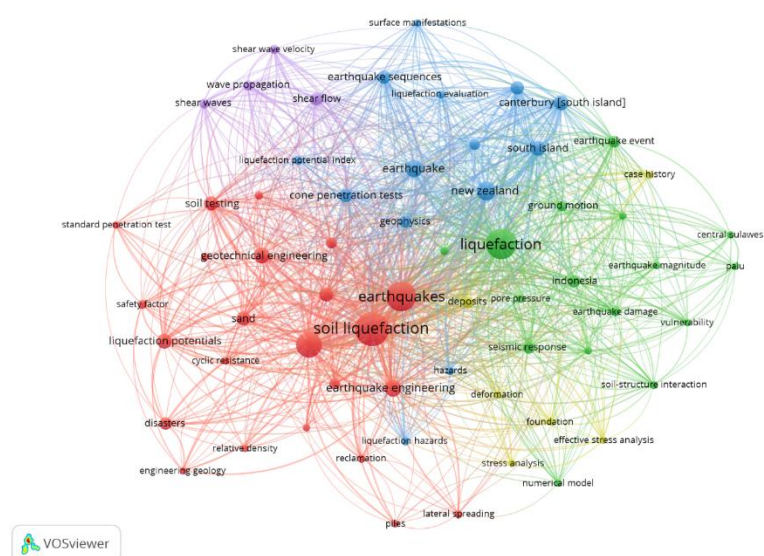 surface manifestations
shear wave velocity
earthquake sequences
wave propagation
liquefaction evaluation
shear waves
shear flow
canterbury [south island]
earthquake event
south island
liquefaction potential index
earthquake
case history
cone penetration tests
new zealand
soil testing
ground motion
geophysics
standard penetration test
liquefaction
central sulawes
geotechnical engineering
earthquake magnitude
palu
indonesia
earthquakes
deposits
pore pressure
safety factor
earthquake damage
sand
soil liquefaction
vulnerability
liquefaction potentials
seismic response
cyclic resistance
hazards
soil-structure interaction
earthquake engineering
deformation
disasters
foundation
liquefaction hazards
effective stress analysis
relative density
reclamation
stress analysis
engineering geology
numerical model
lateral spreading
piles
VOSviewer